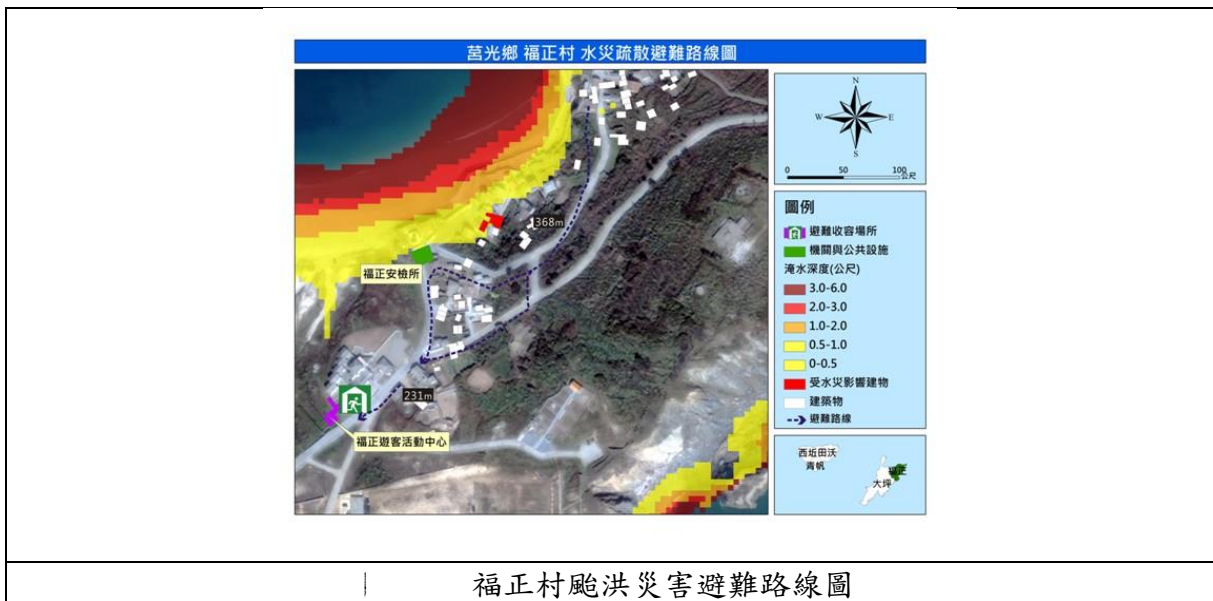 莒光鄉 福正村 水災疏散避難路線圖
N
W
E
S
0
50
100
公尺
368m
福正安檢所
231m
福正遊客活動中心
圖例
避難收容場所
機關與公共設施
淹水深度(公尺)
3.0-6.0
2.0-3.0
1.0-2.0
0.5-1.0
0-0.5
受水災影響建物
建築物
避難路線
西坵田沃
青帆
福正
大坪
福正村颱洪災害避難路線圖